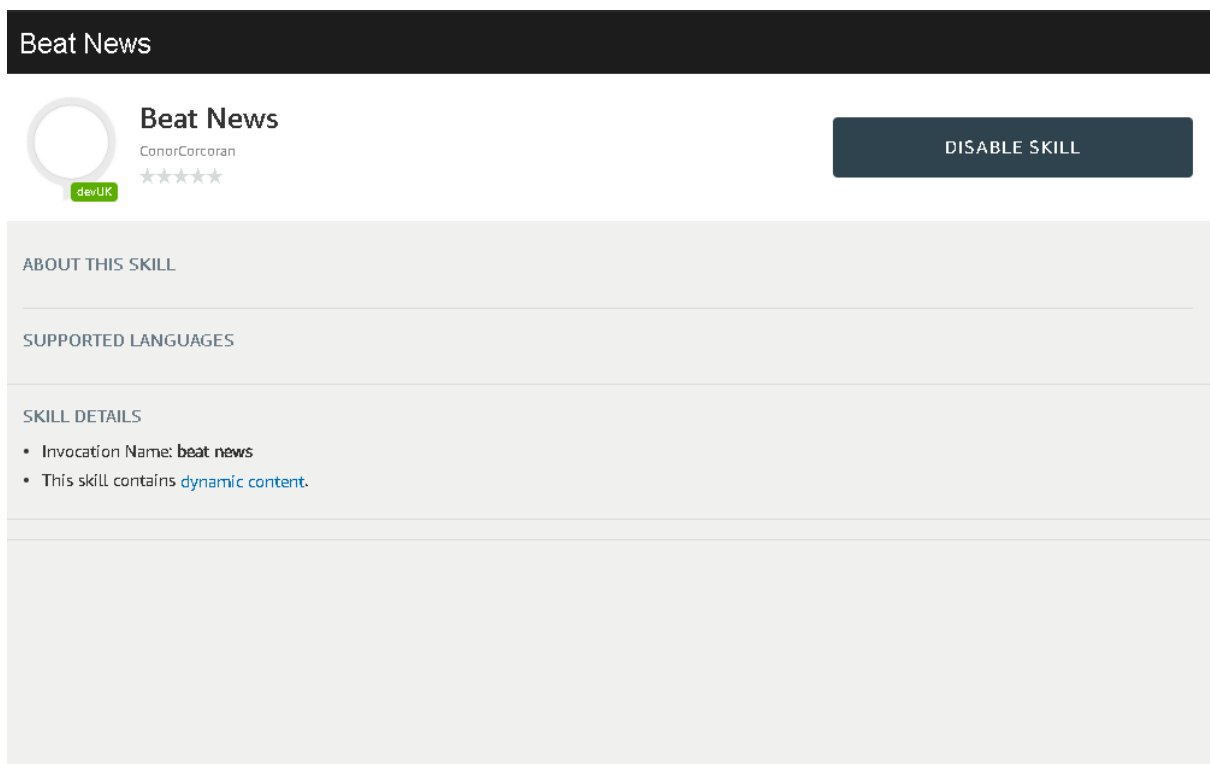 Beat News
Beat News
ConorCorcoran
devUK
DISABLE SKILL
ABOUT THIS SKILL
SUPPORTED LANGUAGES
SKILL DETAILS
• Invocation Name: beat news
• This skill contains dynamic content.